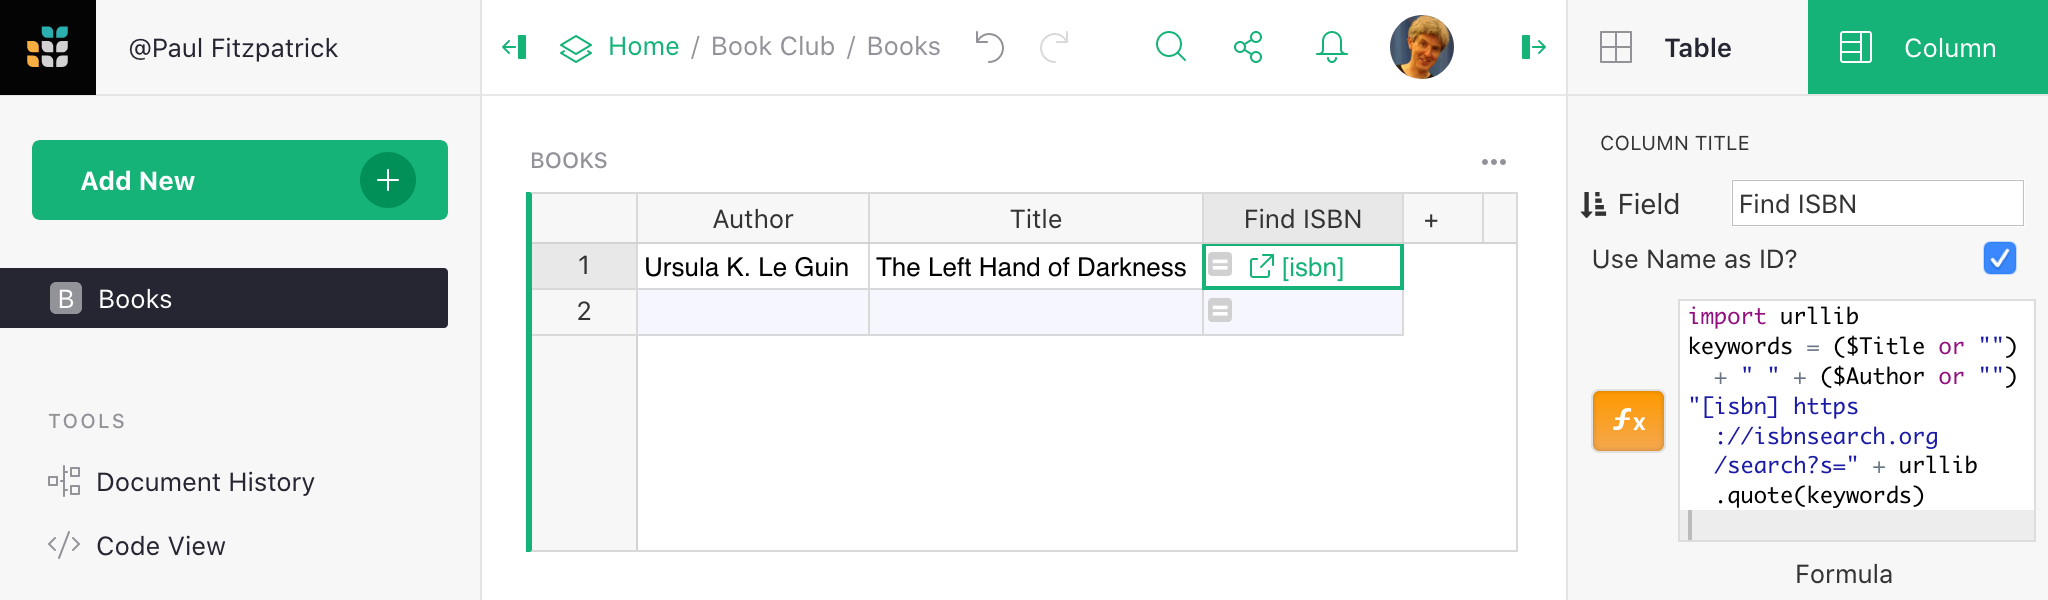 @Paul Fitzpatrick
Home / Book Club / Books
Table
Column
Add New
B Books
TOOLS
Document History
Code View
BOOKS
Author Title Find ISBN +
1 Ursula K. Le Guin The Left Hand of Darkness = [isbn]
2 =
COLUMN TITLE
Field Find ISBN
Use Name as ID?
import urllib
keywords = ($Title or "")
+ " " + ($Author or "")
"[isbn] https
://isbnsearch.org
/search?s=" + urllib
.quote(keywords)
fx
Formula